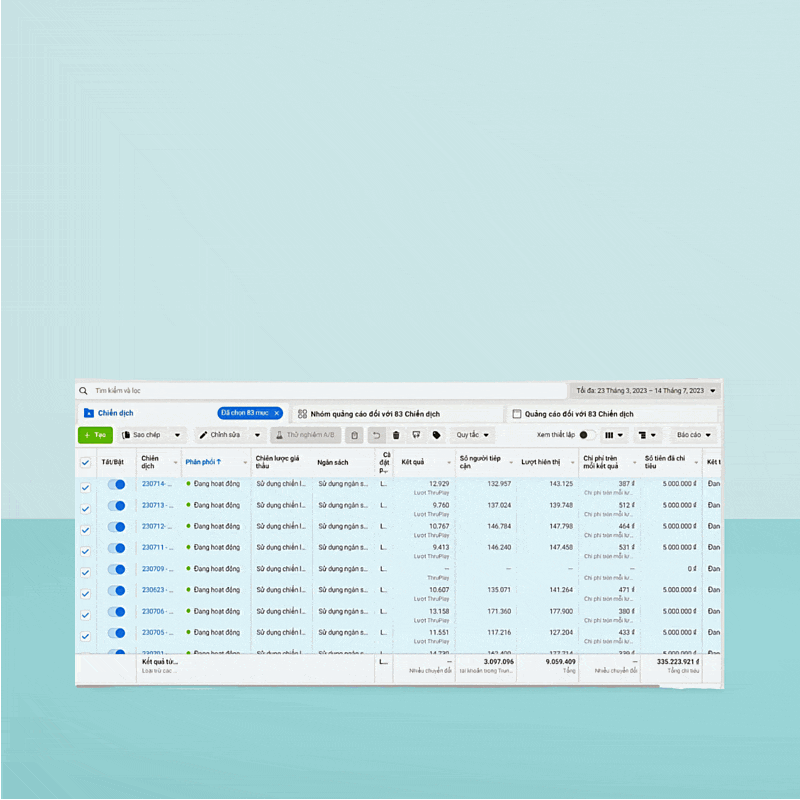 Tìm kiếm và lọc
Tối đa: 23 Tháng 3, 2023 – 14 Tháng 7, 2023
Chiến dịch
Đã chọn 83 mục ×
Nhóm quảng cáo đối với 83 Chiến dịch
Quảng cáo đối với 83 Chiến dịch
+ Tạo
Sao chép
Chỉnh sửa
Thử nghiệm A/B
Quy tắc
Xem thiết lập
Báo cáo
Tắt/Bật
Chiến dịch
Phân phối ↑
Chiến lược giá thầu
Ngân sách
Cà đặt P...
Kết quả
Số người tiếp cận
Lượt hiển thị
Chi phí trên mỗi kết quả
Số tiền đã chi tiêu
Kết t
230714- ... Đang hoạt động Sử dụng chiến l... Sử dụng ngân s... L... 12.929 132.957 143.125 387 ₫ 5.000.000 ₫ Đan
Lượt ThruPlay Chi phí trên mỗi lư...
230713 - ... Đang hoạt động Sử dụng chiến l... Sử dụng ngân s... L... 9.760 137.024 139.748 512 ₫ 5.000.000 ₫ Đan
Lượt ThruPlay Chi phí trên mỗi lư...
230712- ... Đang hoạt động Sử dụng chiến l... Sử dụng ngân s... L... 10.767 146.784 147.798 464 ₫ 5.000.000 ₫ Đan
Lượt ThruPlay Chi phí trên mỗi lư...
230711 - ... Đang hoạt động Sử dụng chiến l... Sử dụng ngân s... L... 9.413 146.240 147.458 531 ₫ 5.000.000 ₫ Đan
Lượt ThruPlay Chi phí trên mỗi lư...
230709 - ... Đang hoạt động Sử dụng chiến l... Sử dụng ngân s... L... — — — — 0 ₫ Đan
ThruPlay Chi phí trên mỗi lư...
230623 - ... Đang hoạt động Sử dụng chiến l... Sử dụng ngân s... L... 10.607 135.071 141.264 471 ₫ 5.000.000 ₫ Đan
Lượt ThruPlay Chi phí trên mỗi lư...
230706 - ... Đang hoạt động Sử dụng chiến l... Sử dụng ngân s... L... 13.158 171.360 177.900 380 ₫ 5.000.000 ₫ Đan
Lượt ThruPlay Chi phí trên mỗi lư...
230705 - ... Đang hoạt động Sử dụng chiến l... Sử dụng ngân s... L... 11.551 117.216 127.204 433 ₫ 5.000.000 ₫ Đan
Lượt ThruPlay Chi phí trên mỗi lư...
Kết quả từ... L... — 3.097.096 9.059.409 — 335.223.921 ₫
Loại trừ các ... Nhiều chuyển đổi tài khoản trong Trun... Tổng Nhiều chuyển đổi Tổng chi tiêu